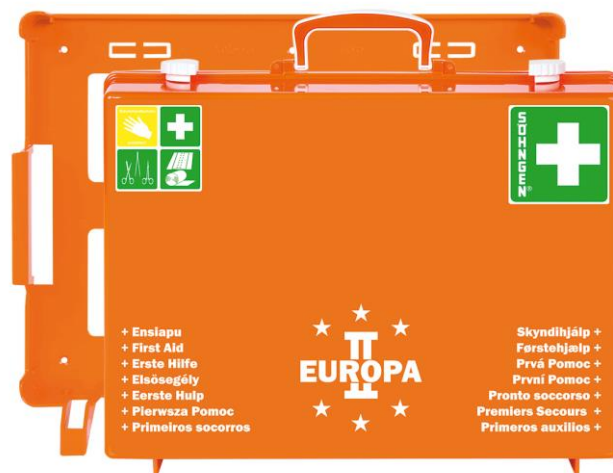 SÖHNGEN®
+ Ensiapu
+ First Aid
+ Erste Hilfe
+ Elsösegély
+ Eerste Hulp
+ Pierwsza Pomoc
+ Primeiros socorros
II
EUROPA
Skyndihjálp +
Førstehjælp +
Prvá Pomoc +
První Pomoc +
Pronto soccorso +
Premiers Secours +
Primeros auxilios +